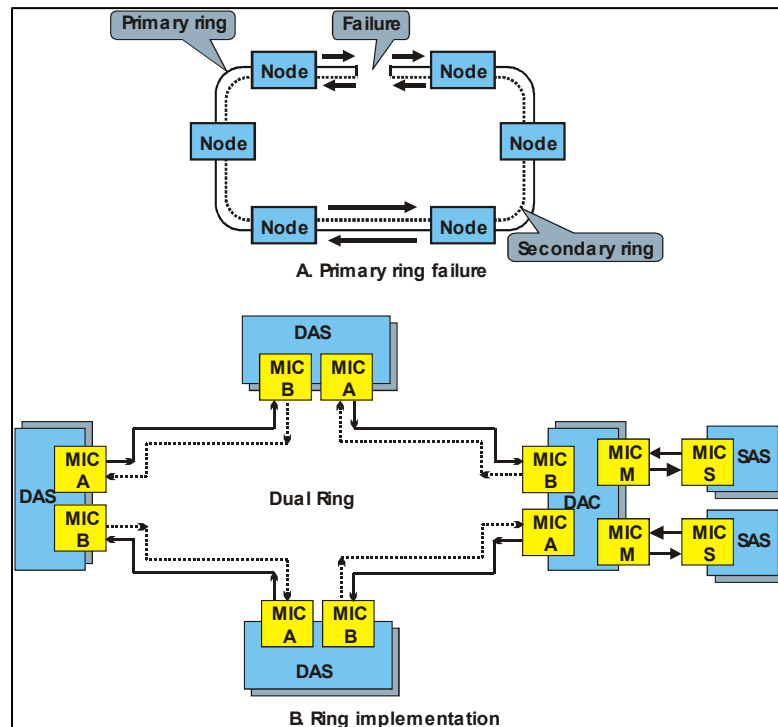 Primary ring
Failure
Node
Node
Node
Node
Node
Node
Secondary ring
A. Primary ring failure
DAS
MIC
B
MIC
A
DAS
MIC
A
MIC
B
Dual Ring
MIC
B
DAC
MIC
A
MIC
M
MIC
S
SAS
MIC
M
MIC
S
SAS
MIC
A
MIC
B
DAS
B. Ring implementation